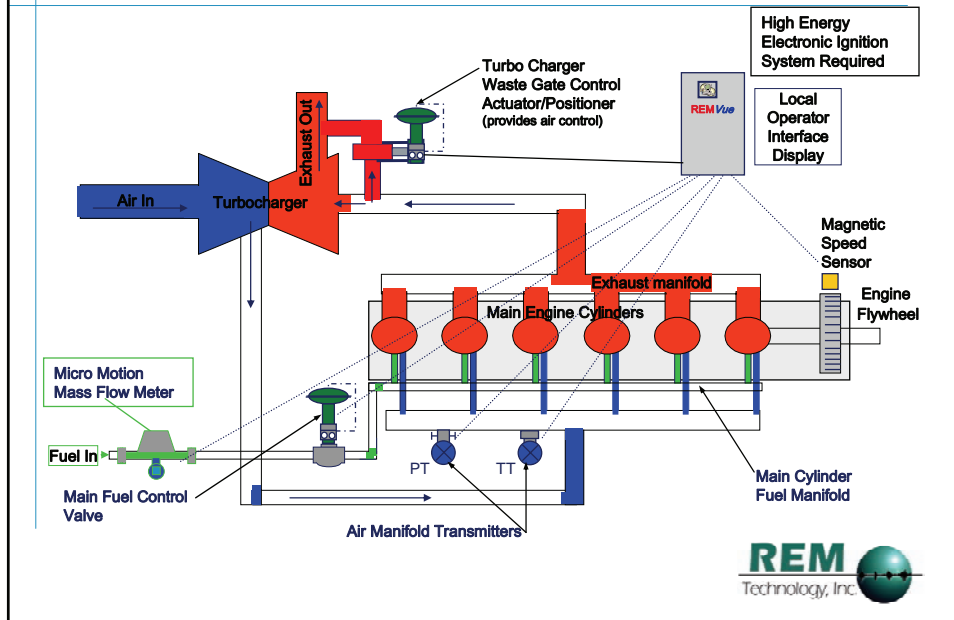 High Energy
Electronic Ignition
System Required
Turbo Charger
Waste Gate Control
Actuator/Positioner
(provides air control)
REMVue
Local
Operator
Interface
Display
Exhaust Out
Air In
Turbocharger
Magnetic
Speed
Sensor
Exhaust manifold
Engine
Flywheel
Main Engine Cylinders
Micro Motion
Mass Flow Meter
Fuel In
PT
TT
Main Fuel Control
Valve
Main Cylinder
Fuel Manifold
Air Manifold Transmitters
REM
Technology, Inc.